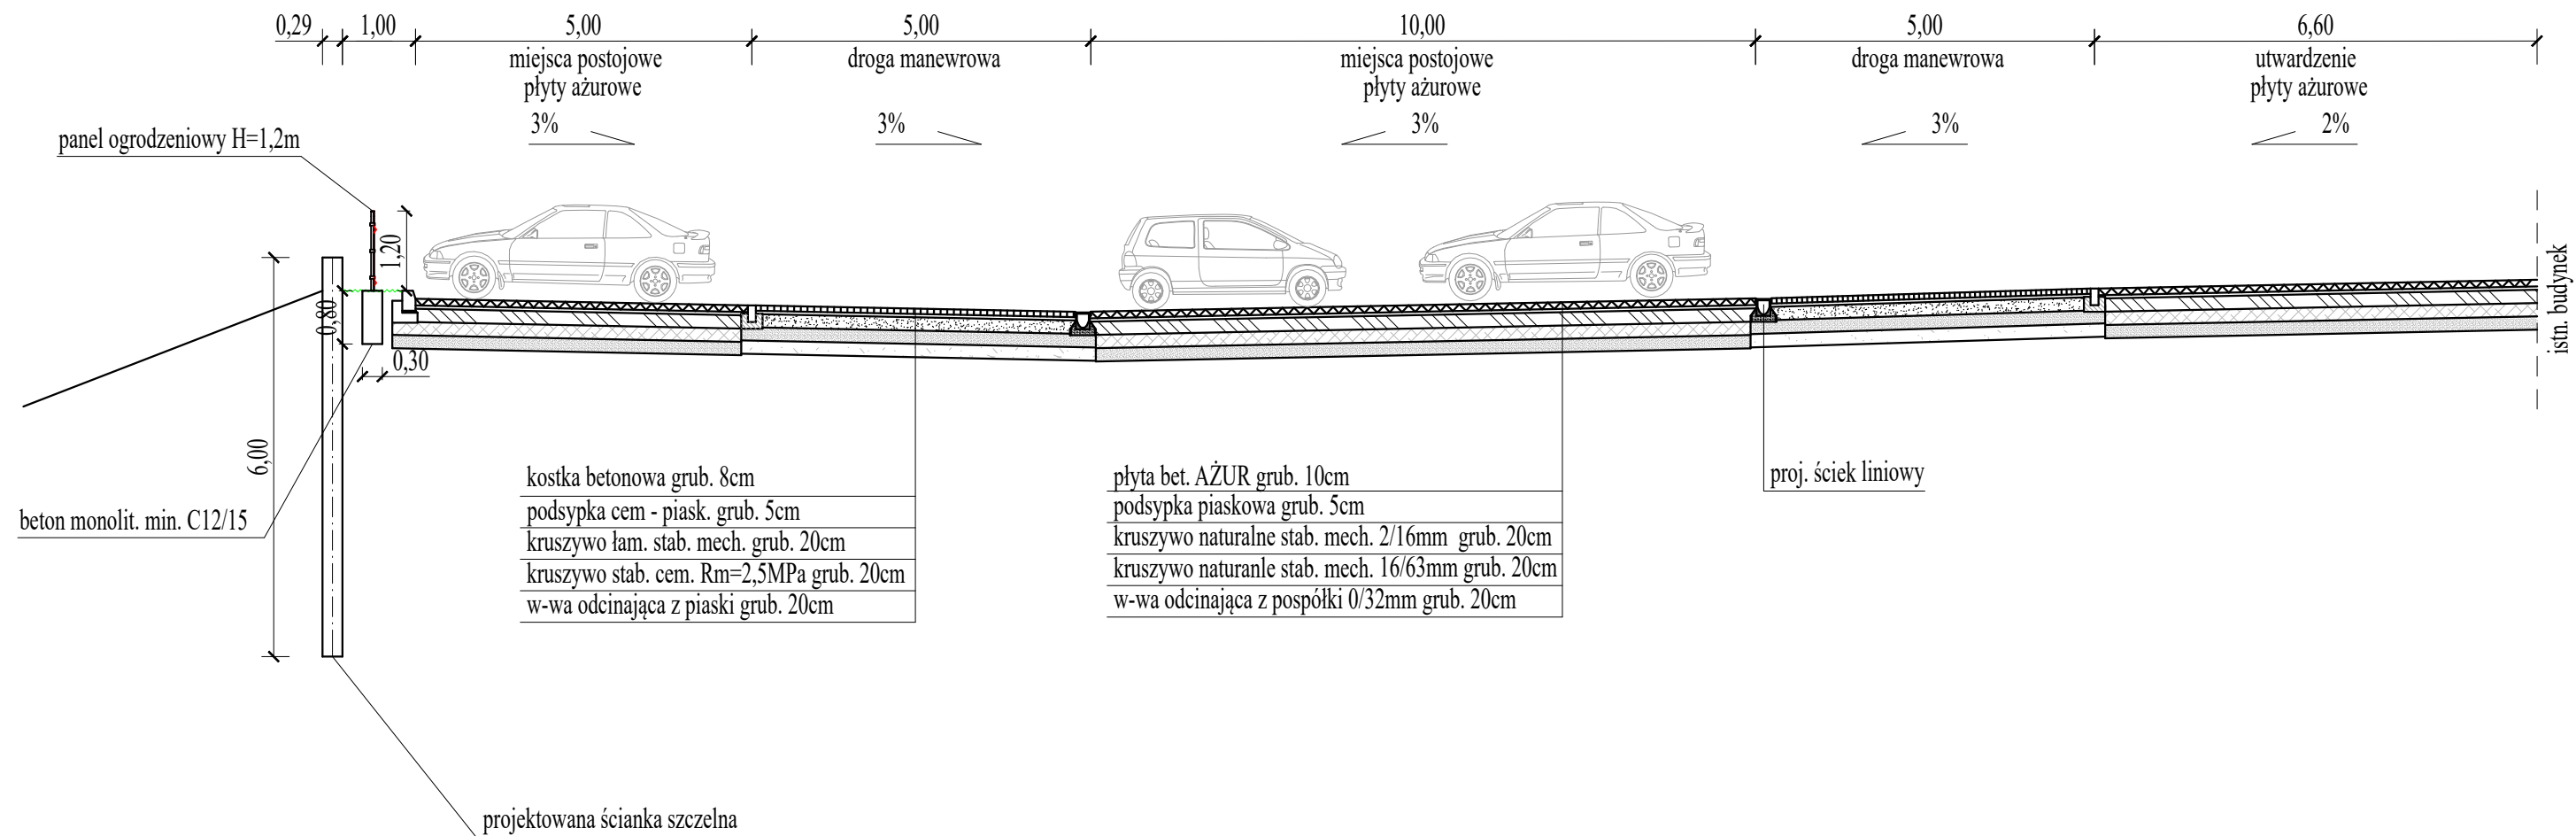 0,29
1,00
5,00
5,00
10,00
5,00
6,60
miejsca postojowe
płyty ażurowe
droga manewrowa
miejsca postojowe
płyty ażurowe
droga manewrowa
utwardzenie
płyty ażurowe
3%
3%
3%
3%
2%
panel ogrodzeniowy H=1,2m
1,20
0,80
0,30
6,00
istn. budynek
beton monolit. min. C12/15
kostka betonowa grub. 8cm
podsypka cem - piask. grub. 5cm
kruszywo łam. stab. mech. grub. 20cm
kruszywo stab. cem. Rm=2,5MPa grub. 20cm
w-wa odcinająca z piaski grub. 20cm
płyta bet. AŻUR grub. 10cm
podsypka piaskowa grub. 5cm
kruszywo naturalne stab. mech. 2/16mm grub. 20cm
kruszywo naturanle stab. mech. 16/63mm grub. 20cm
w-wa odcinająca z pospółki 0/32mm grub. 20cm
proj. ściek liniowy
projektowana ścianka szczelna